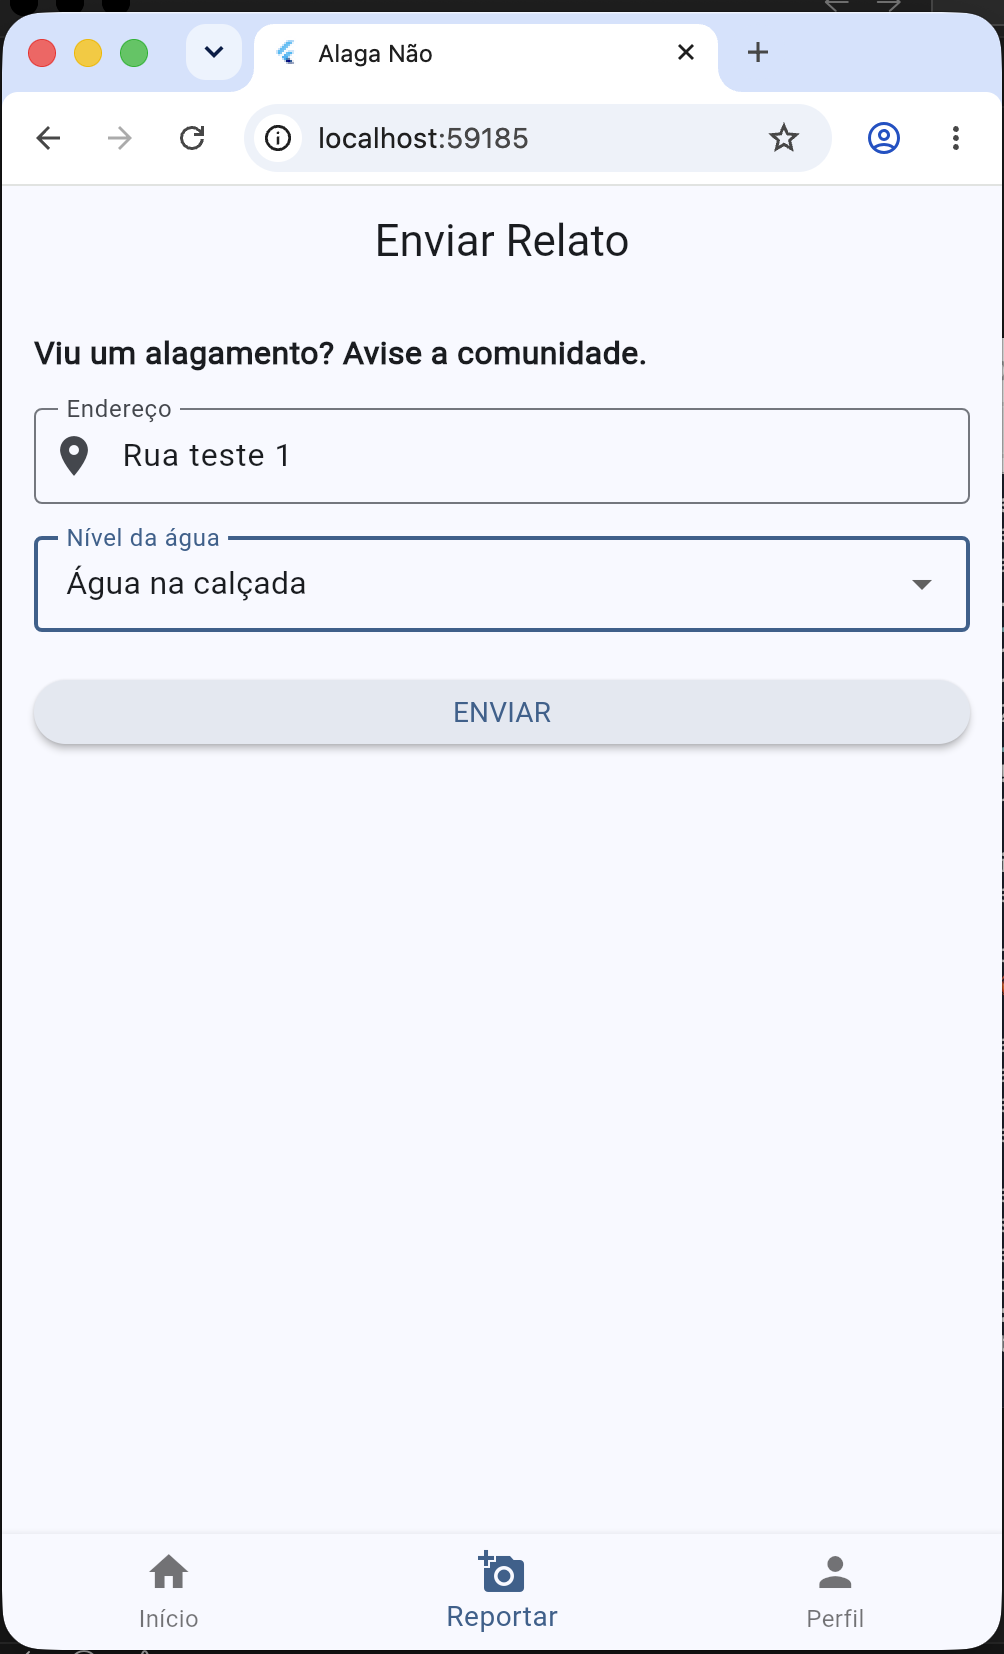 Alaga Não
localhost:59185
Enviar Relato
Viu um alagamento? Avise a comunidade.
Endereço
Rua teste 1
Nível da água
Água na calçada
ENVIAR
Início
Reportar
Perfil